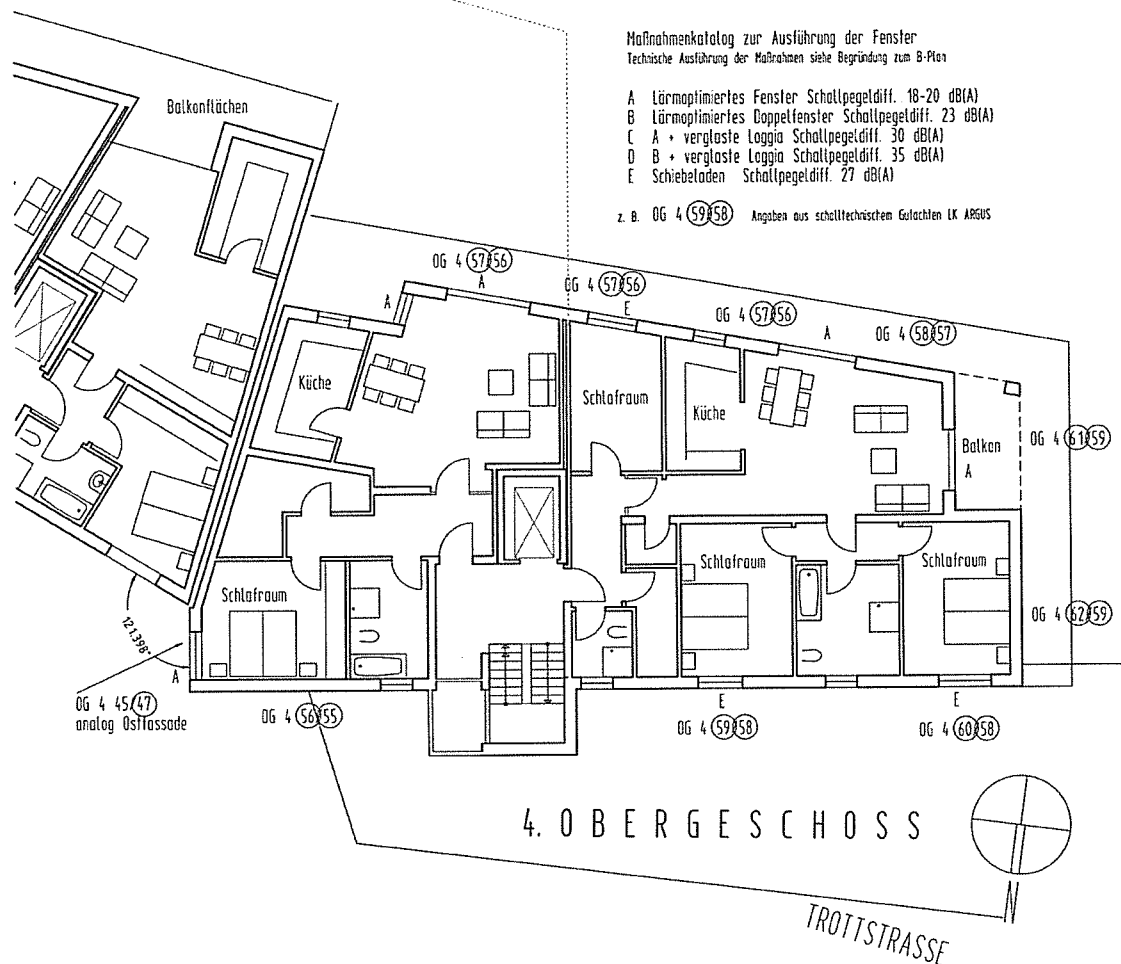 Maßnahmenkatalog zur Ausführung der Fenster
Technische Ausführung der Maßnahmen siehe Begründung zum B-Plan
A Lärmoptimiertes Fenster Schallpegeldiff. 18-20 dB(A)
B Lärmoptimiertes Doppelfenster Schallpegeldiff. 23 dB(A)
C A + verglaste Loggia Schallpegeldiff. 30 dB(A)
D B + verglaste Loggia Schallpegeldiff. 35 dB(A)
E Schiebeladen Schallpegeldiff. 27 dB(A)
z. B. OG 4 59/58 Angaben aus schalltechnischem Gutachten LK ARGUS
Balkonflächen
OG 4 57/56
A
A
OG 4 57/56
E
OG 4 57/56
A
OG 4 58/57
Küche
Schlafraum
Küche
Balkon
A
OG 4 61/59
Schlafraum
Schlafraum
Schlafraum
OG 4 62/59
121.398°
A
OG 4 45/47
analog Ostfassade
OG 4 56/55
E
OG 4 59/58
E
OG 4 60/58
4. OBERGESCHOSS
N
TROTTSTRASSE